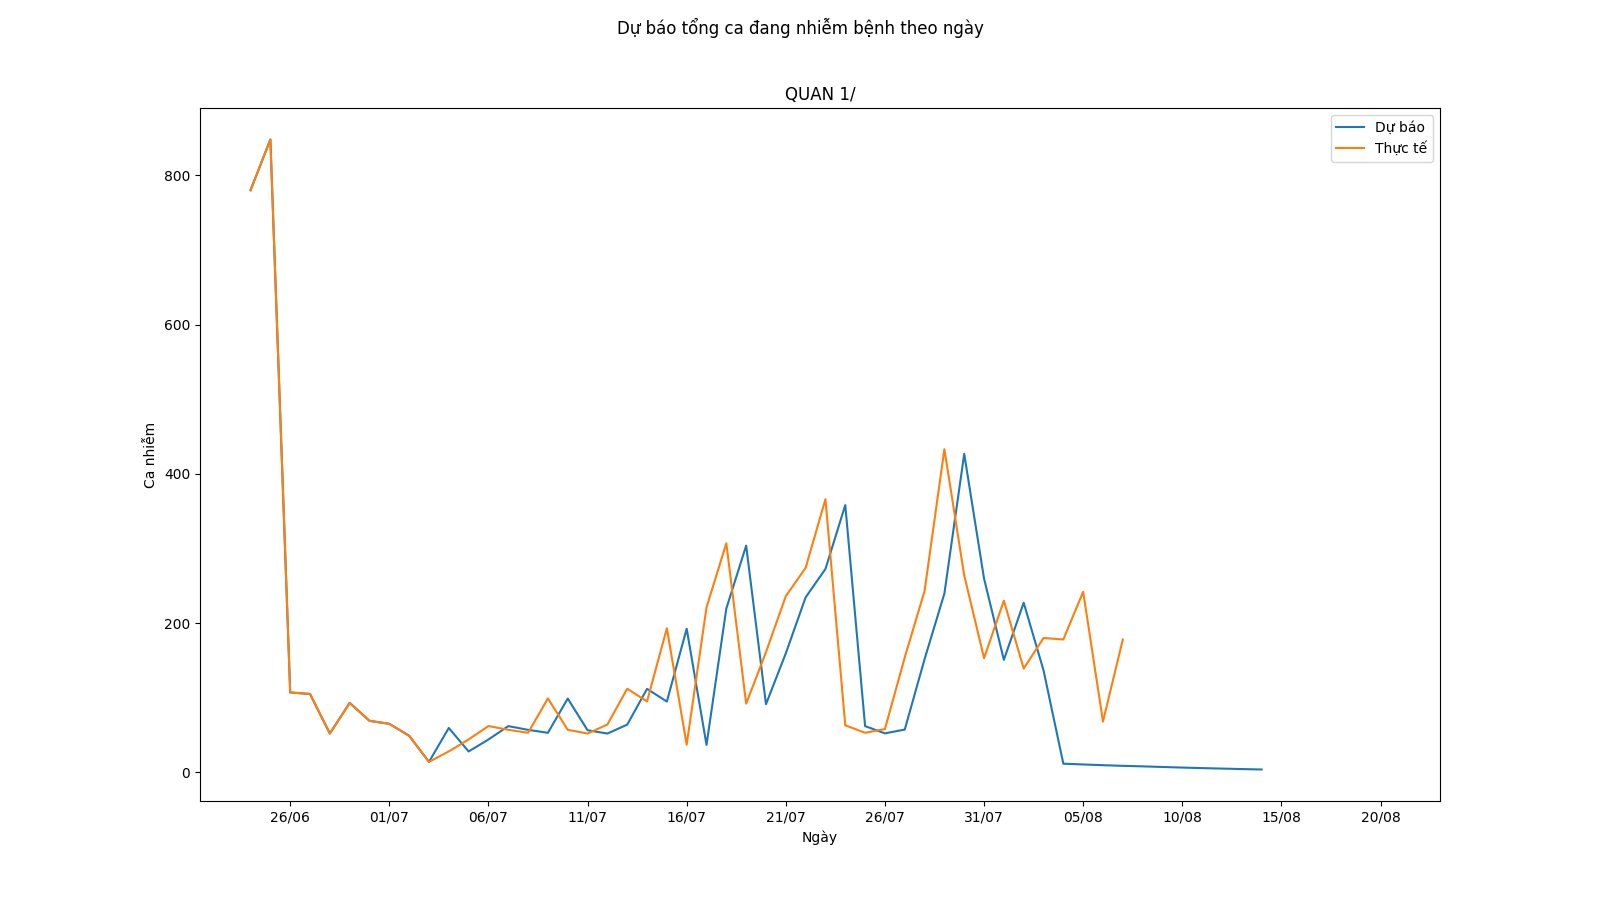 Dự báo tổng ca đang nhiễm bệnh theo ngày
QUAN 1/
Dự báo
Thực tế
800
600
400
200
0
Ca nhiễm
26/06 01/07 06/07 11/07 16/07 21/07 26/07 31/07 05/08 10/08 15/08 20/08
Ngày